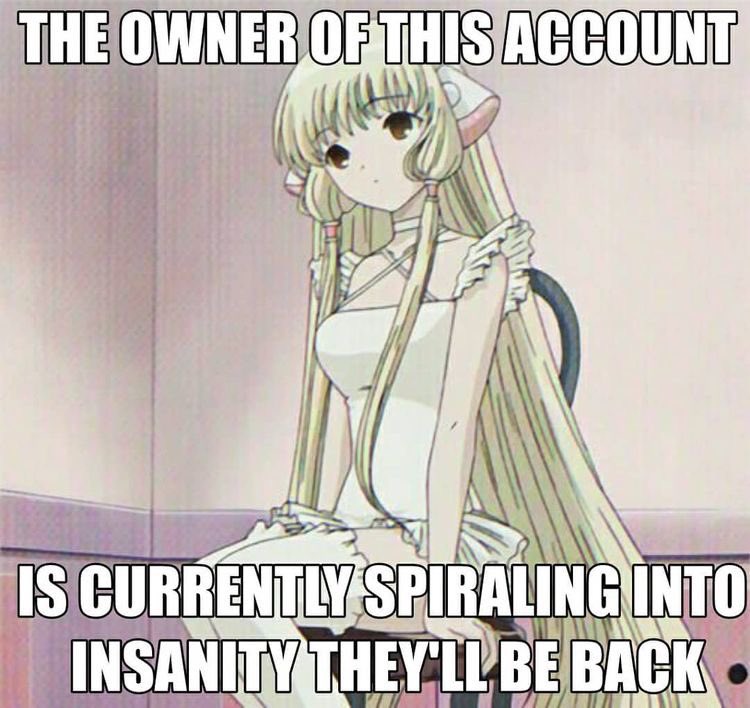 THE OWNER OF THIS ACCOUNT
IS CURRENTLY SPIRALING INTO
INSANITY THEY'LL BE BACK